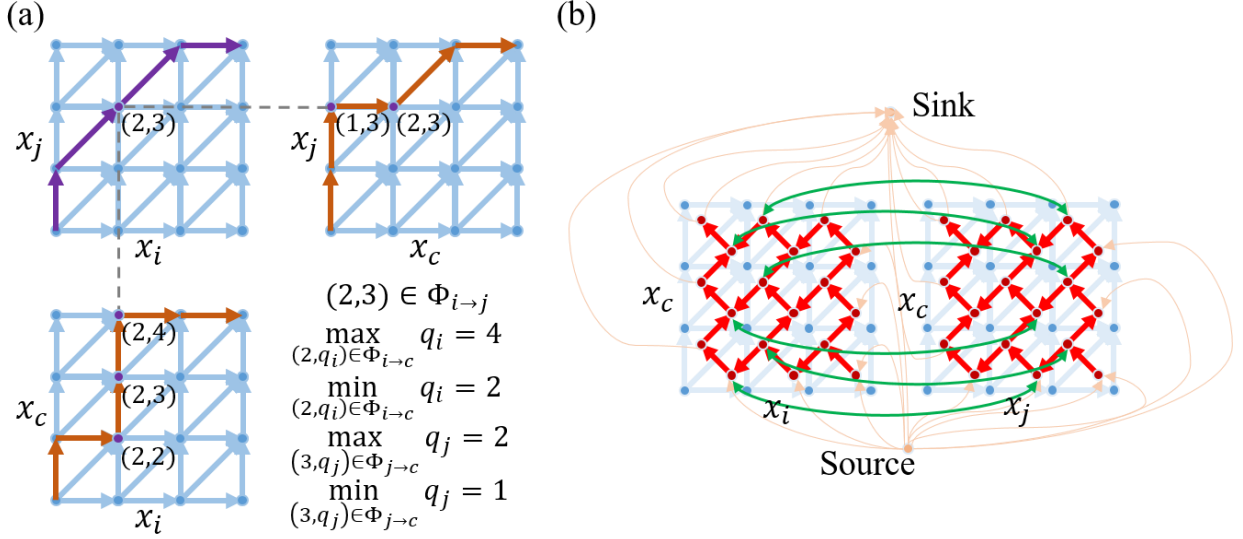 (a)
(b)
x_j
(2,3)
x_i
x_j
(1,3) (2,3)
x_c
x_c
(2,4)
(2,3)
(2,2)
x_i
(2,3) ∈ Φ_{i→j}
max_{(2,q_i)∈Φ_{i→c}} q_i = 4
min_{(2,q_i)∈Φ_{i→c}} q_i = 2
max_{(3,q_j)∈Φ_{j→c}} q_j = 2
min_{(3,q_j)∈Φ_{j→c}} q_j = 1
Sink
x_c
x_c
x_i
x_j
Source